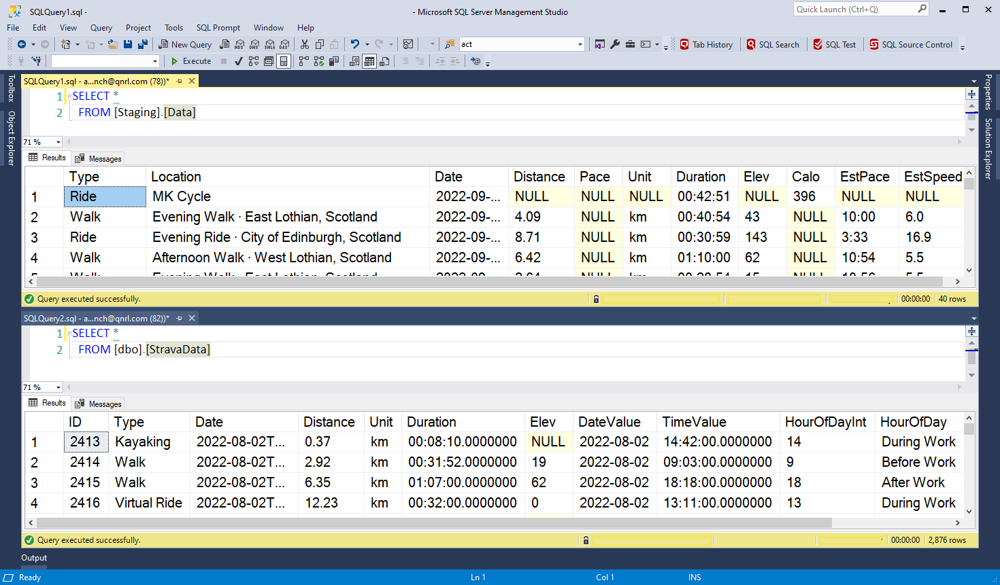 SQLQuery1.sql -
- Microsoft SQL Server Management Studio
Quick Launch (Ctrl+Q)
File Edit View Query Project Tools SQL Prompt Window Help
New Query MDX DMX XMLA DAX act Tab History SQL Search SQL Test SQL Source Control
Execute
Toolbox
Object Explorer
Properties
Solution Explorer
SQLQuery1.sql - a...nch@qnrl.com (78))*
1 SELECT *
2 FROM [Staging].[Data]
71 %
Results Messages
Type Location Date Distance Pace Unit Duration Elev Calo EstPace EstSpeed
1 Ride MK Cycle 2022-09-... NULL NULL NULL 00:42:51 NULL 396 NULL NULL
2 Walk Evening Walk · East Lothian, Scotland 2022-09-... 4.09 NULL km 00:40:54 43 NULL 10:00 6.0
3 Ride Evening Ride · City of Edinburgh, Scotland 2022-09-... 8.71 NULL km 00:30:59 143 NULL 3:33 16.9
4 Walk Afternoon Walk · West Lothian, Scotland 2022-09-... 6.42 NULL km 01:10:00 62 NULL 10:54 5.5
Query executed successfully. 00:00:00 40 rows
SQLQuery2.sql - a...nch@qnrl.com (82))*
1 SELECT *
2 FROM [dbo].[StravaData]
71 %
Results Messages
ID Type Date Distance Unit Duration Elev DateValue TimeValue HourOfDayInt HourOfDay
1 2413 Kayaking 2022-08-02T... 0.37 km 00:08:10.0000000 NULL 2022-08-02 14:42:00.0000000 14 During Work
2 2414 Walk 2022-08-02T... 2.92 km 00:31:52.0000000 19 2022-08-02 09:03:00.0000000 9 Before Work
3 2415 Walk 2022-08-02T... 6.35 km 01:07:00.0000000 62 2022-08-02 18:18:00.0000000 18 After Work
4 2416 Virtual Ride 2022-08-02T... 12.23 km 00:32:00.0000000 0 2022-08-02 13:11:00.0000000 13 During Work
Query executed successfully. 00:00:00 2,876 rows
Output
Ready Ln 1 Col 1 INS